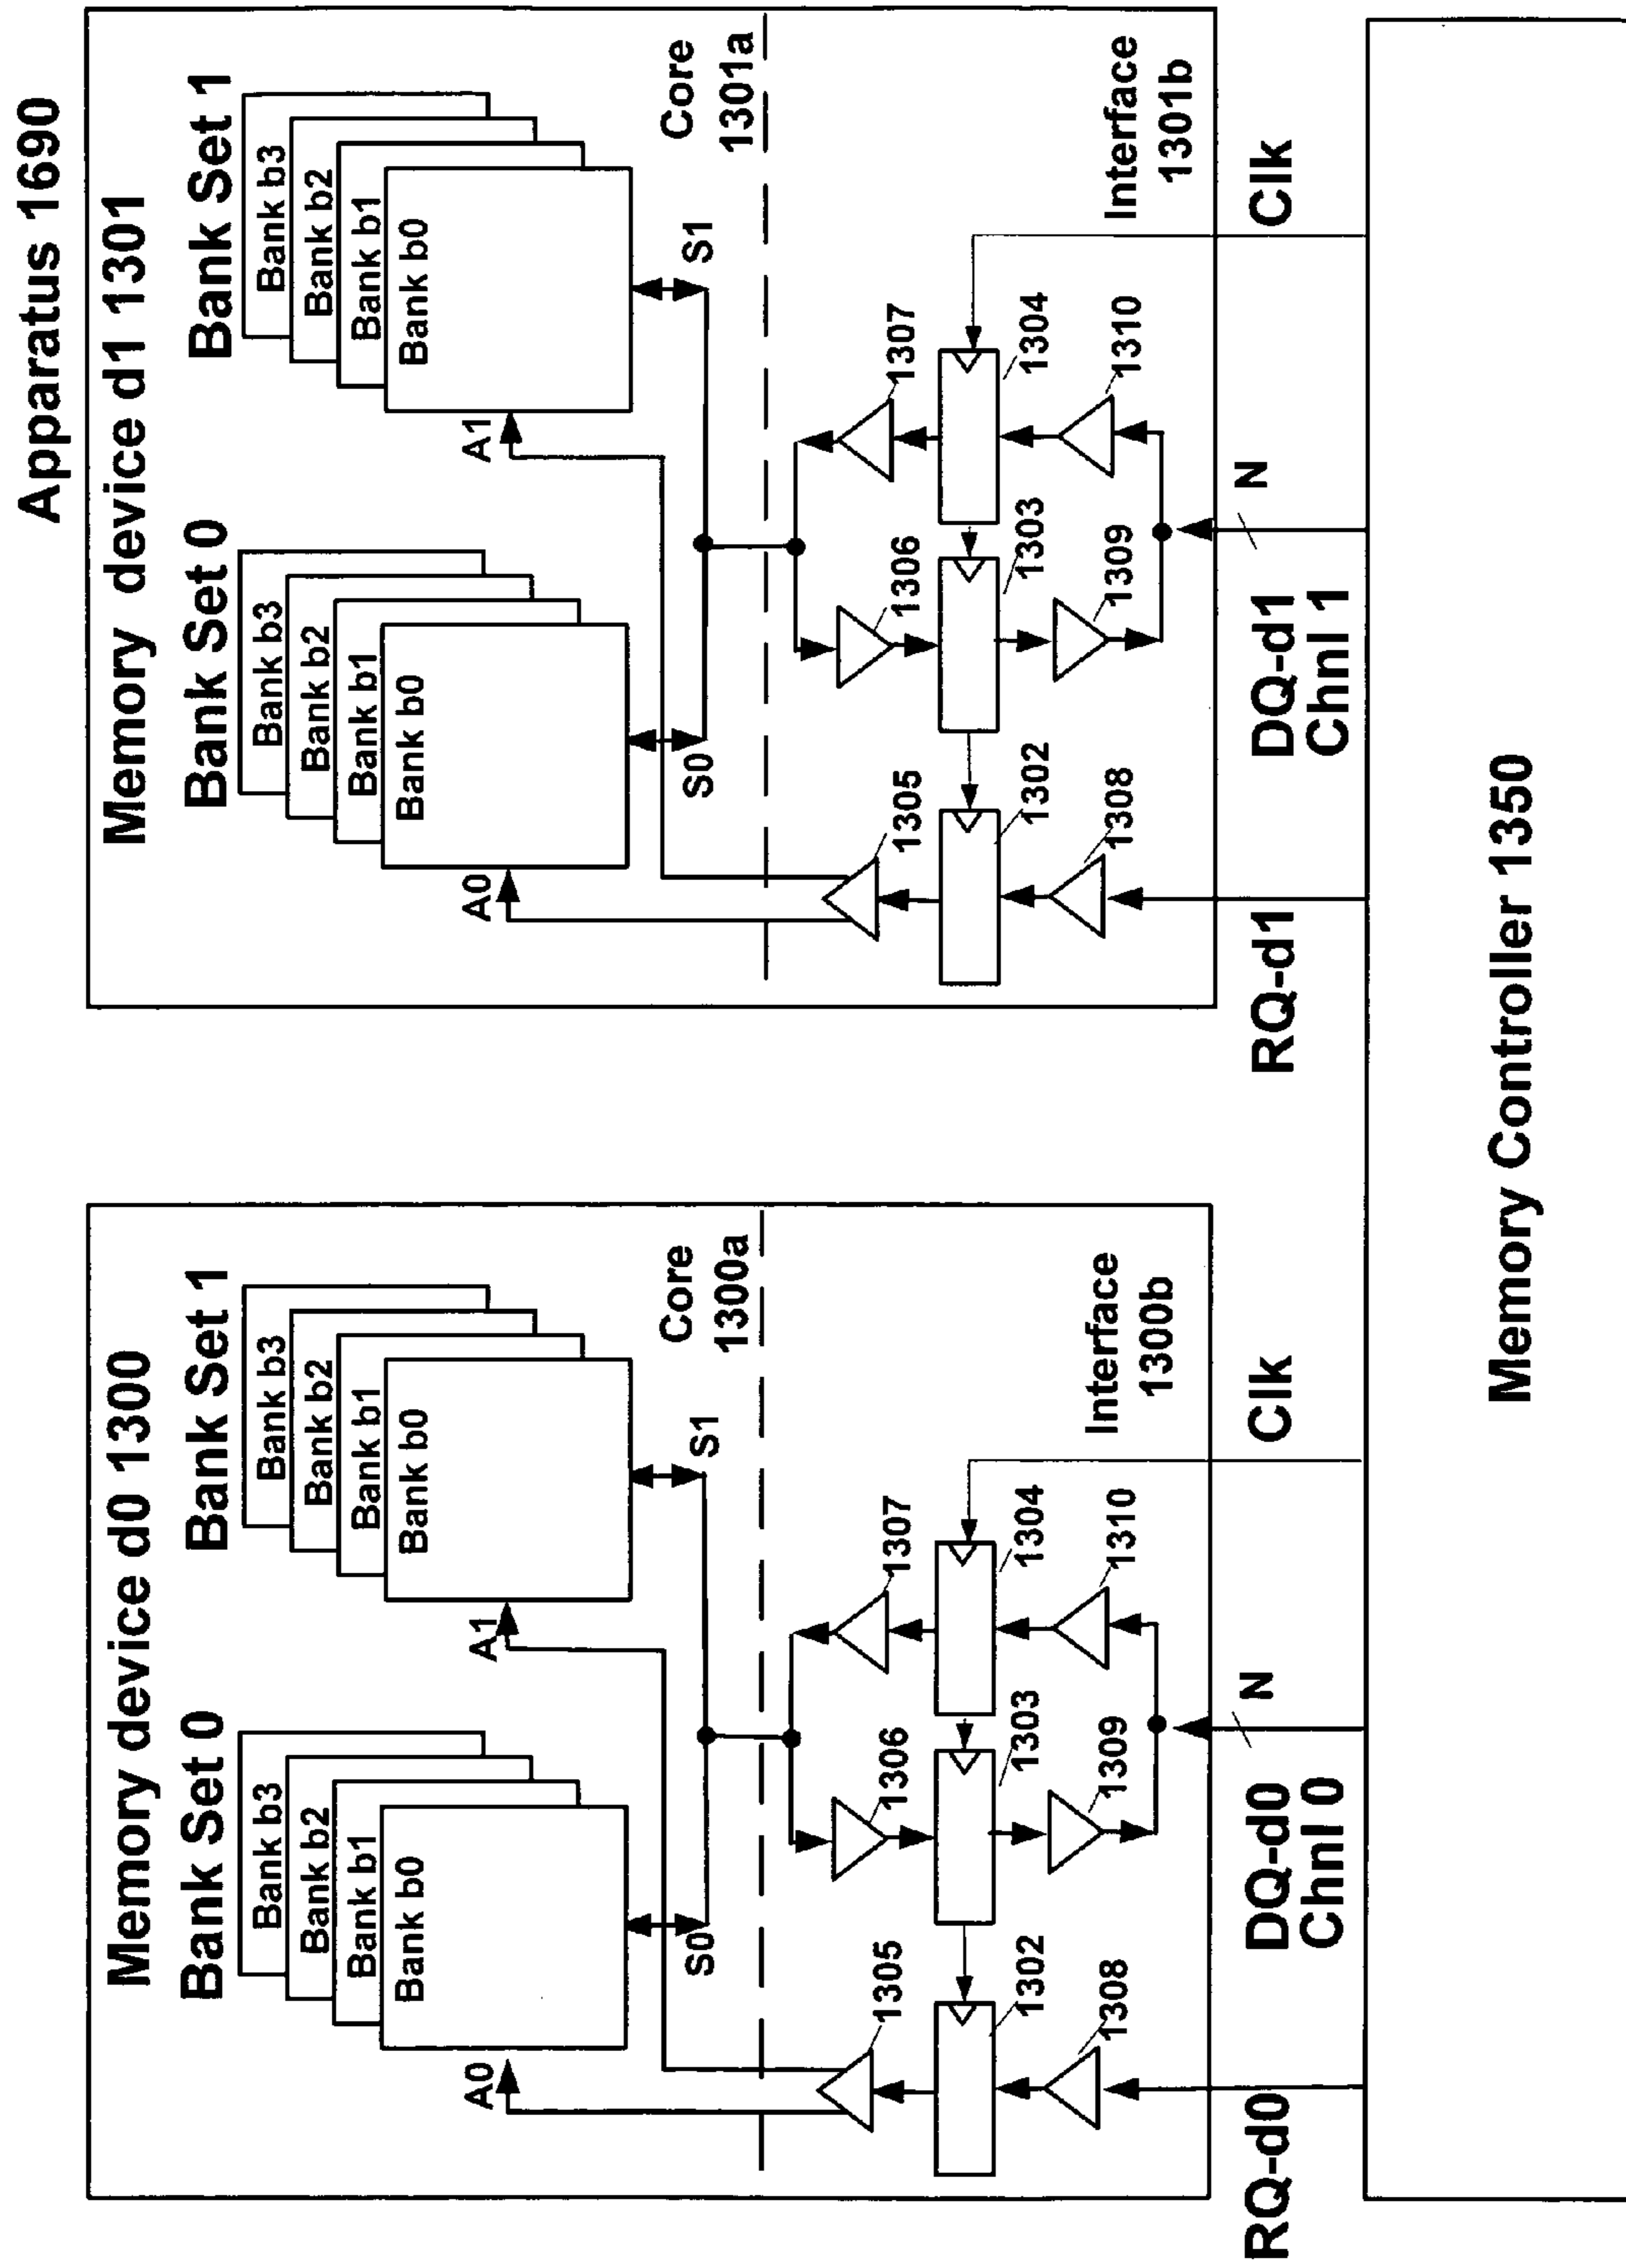 Apparatus 1690
Memory device d0 1300
Bank Set 0
Bank b3
Bank b2
Bank b1
Bank b0
Bank Set 1
Bank b3
Bank b2
Bank b1
Bank b0
A0
A1
S0
S1
Core
1300a
1305
1306
1307
1302
1303
1304
1308
1309
1310
Interface
1300b
RQ-d0
DQ-d0
Chnl 0
N
Clk
Memory device d1 1301
Bank Set 0
Bank b3
Bank b2
Bank b1
Bank b0
Bank Set 1
Bank b3
Bank b2
Bank b1
Bank b0
A0
A1
S0
S1
Core
1301a
1305
1306
1307
1302
1303
1304
1308
1309
1310
Interface
1301b
RQ-d1
DQ-d1
Chnl 1
N
Clk
Memory Controller 1350